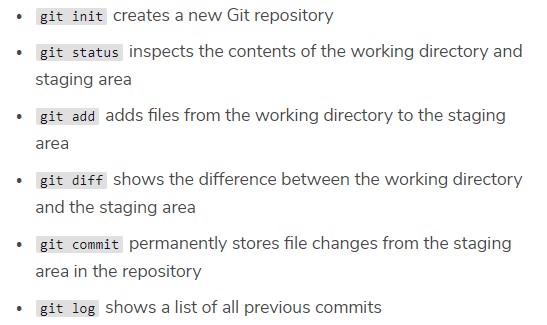 • git init creates a new Git repository
• git status inspects the contents of the working directory and
staging area
• git add adds files from the working directory to the staging
area
• git diff shows the difference between the working directory
and the staging area
• git commit permanently stores file changes from the staging
area in the repository
• git log shows a list of all previous commits